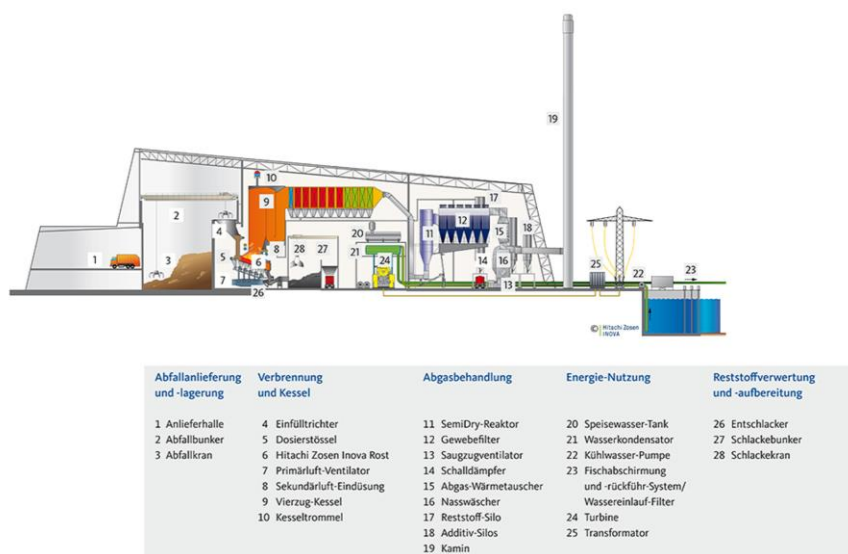 19
10
17
2
9
4
12
20
11
15
18
28
27
8
21
1
3
5
6
24
14
16
25
22
23
7
26
13
© Hitachi Zosen
INOVA
Abfallanlieferung
und -lagerung
1 Anlieferhalle
2 Abfallbunker
3 Abfallkran
Verbrennung
und Kessel
4 Einfülltrichter
5 Dosierstössel
6 Hitachi Zosen Inova Rost
7 Primärluft-Ventilator
8 Sekundärluft-Eindüsung
9 Vierzug-Kessel
10 Kesseltrommel
Abgasbehandlung
11 SemiDry-Reaktor
12 Gewebefilter
13 Saugzugventilator
14 Schalldämpfer
15 Abgas-Wärmetauscher
16 Nasswäscher
17 Reststoff-Silo
18 Additiv-Silos
19 Kamin
Energie-Nutzung
20 Speisewasser-Tank
21 Wasserkondensator
22 Kühlwasser-Pumpe
23 Fischabschirmung
und -rückführ-System/
Wassereinlauf-Filter
24 Turbine
25 Transformator
Reststoffverwertung
und -aufbereitung
26 Entschlacker
27 Schlackebunker
28 Schlackekran